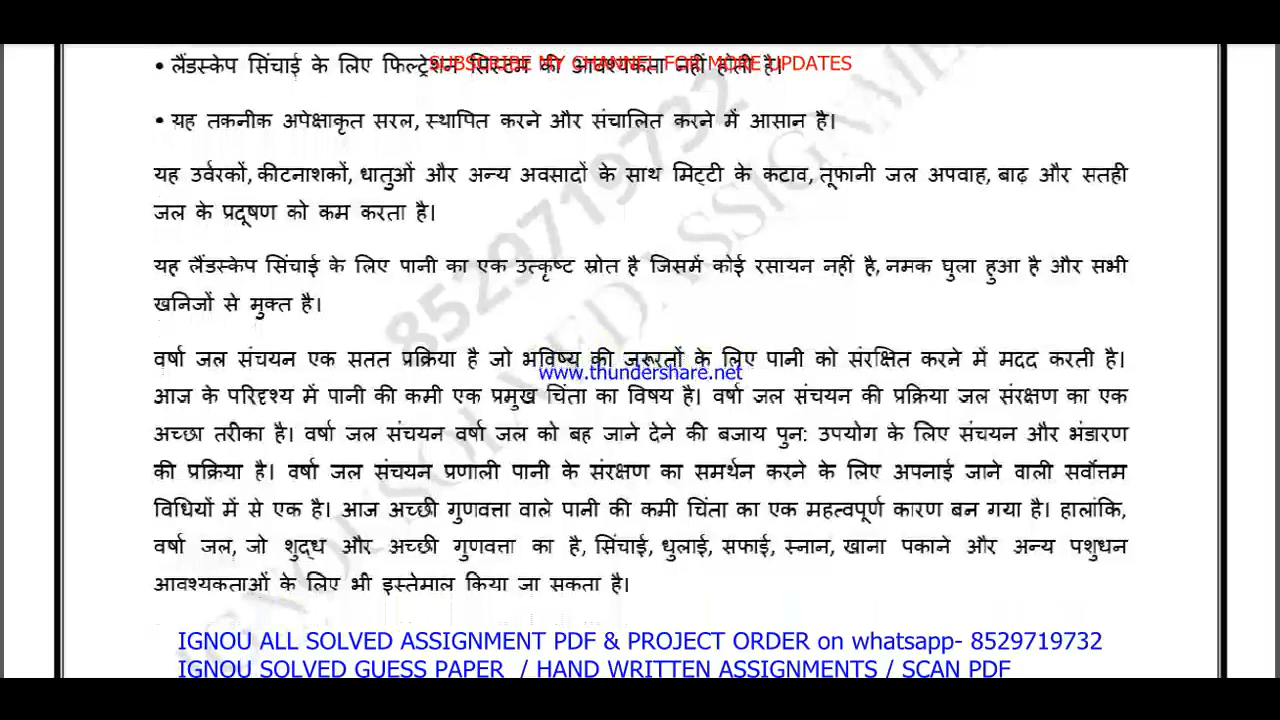 • लैंडस्केप सिंचाई के लिए फिल्ट्रेशन सिस्टम की आवश्यकता नहीं होती है।
SUBSCRIBE MY CHANNEL FOR MORE UPDATES
• यह तकनीक अपेक्षाकृत सरल, स्थापित करने और संचालित करने में आसान है।
यह उर्वरकों, कीटनाशकों, धातुओं और अन्य अवसादों के साथ मिट्टी के कटाव, तूफानी जल अपवाह, बाढ़ और सतही
जल के प्रदूषण को कम करता है।
यह लैंडस्केप सिंचाई के लिए पानी का एक उत्कृष्ट स्रोत है जिसमें कोई रसायन नहीं है, नमक घुला हुआ है और सभी
खनिजों से मुक्त है।
वर्षा जल संचयन एक सतत प्रक्रिया है जो भविष्य की जरूरतों के लिए पानी को संरक्षित करने में मदद करती है।
www.thundershare.net
आज के परिदृश्य में पानी की कमी एक प्रमुख चिंता का विषय है। वर्षा जल संचयन की प्रक्रिया जल संरक्षण का एक
अच्छा तरीका है। वर्षा जल संचयन वर्षा जल को बह जाने देने की बजाय पुन: उपयोग के लिए संचयन और भंडारण
की प्रक्रिया है। वर्षा जल संचयन प्रणाली पानी के संरक्षण का समर्थन करने के लिए अपनाई जाने वाली सर्वोत्तम
विधियों में से एक है। आज अच्छी गुणवत्ता वाले पानी की कमी चिंता का एक महत्वपूर्ण कारण बन गया है। हालांकि,
वर्षा जल, जो शुद्ध और अच्छी गुणवत्ता का है, सिंचाई, धुलाई, सफाई, स्नान, खाना पकाने और अन्य पशुधन
आवश्यकताओं के लिए भी इस्तेमाल किया जा सकता है।
8529719732
IGNOU SOLVED ASSIGNME
IGNOU ALL SOLVED ASSIGNMENT PDF & PROJECT ORDER on whatsapp- 8529719732
IGNOU SOLVED GUESS PAPER / HAND WRITTEN ASSIGNMENTS / SCAN PDF